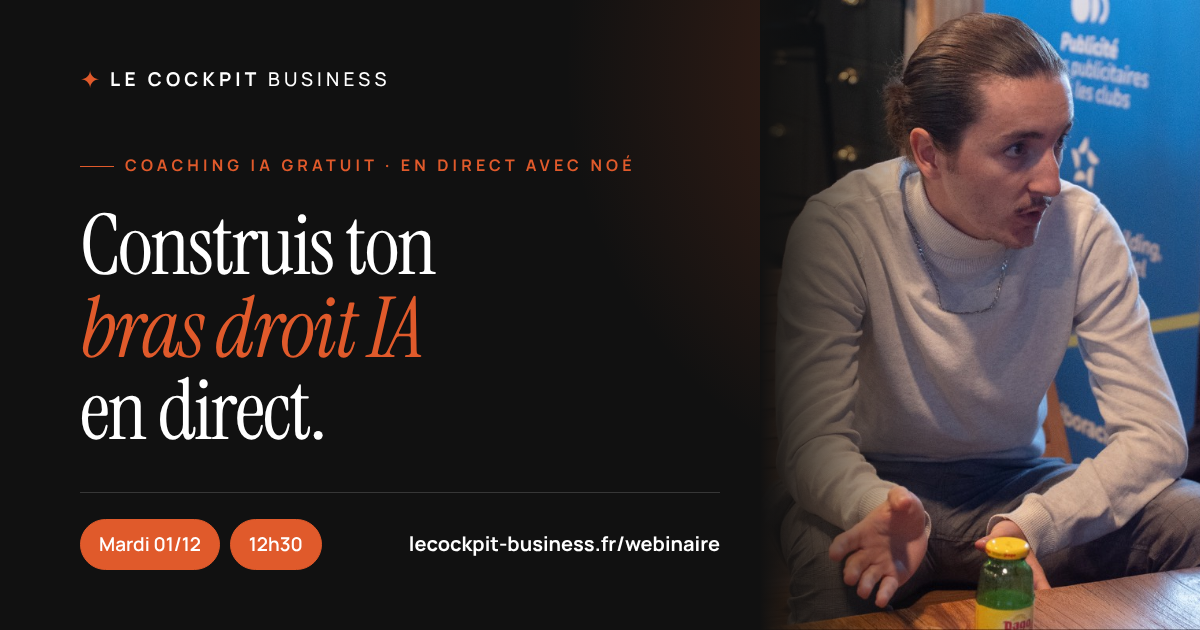 ✦ LE COCKPIT BUSINESS
COACHING IA GRATUIT · EN DIRECT AVEC NOÉ
Construis ton
bras droit IA
en direct.
Mardi 01/12
12h30
lecockpit-business.fr/webinaire
Publicité
publicitaires
les clubs